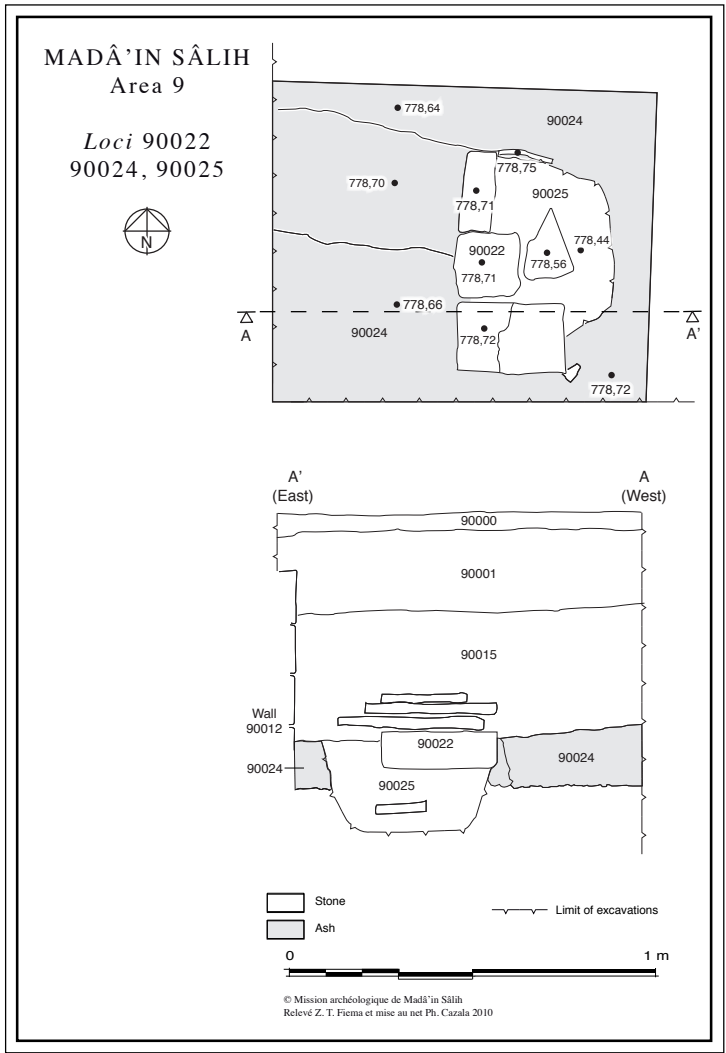 MADÂ'IN SÂLIH
Area 9
Loci 90022
90024, 90025
N
778,64
90024
778,75
778,70
90025
778,71
90022
778,44
778,56
778,71
778,66
A
A'
90024
778,72
778,72
A'
(East)
A
(West)
90000
90001
90015
Wall
90012
90022
90024
90024
90025
Stone
Limit of excavations
Ash
0
1 m
© Mission archéologique de Madâ'in Sâlih
Relevé Z. T. Fiema et mise au net Ph. Cazala 2010